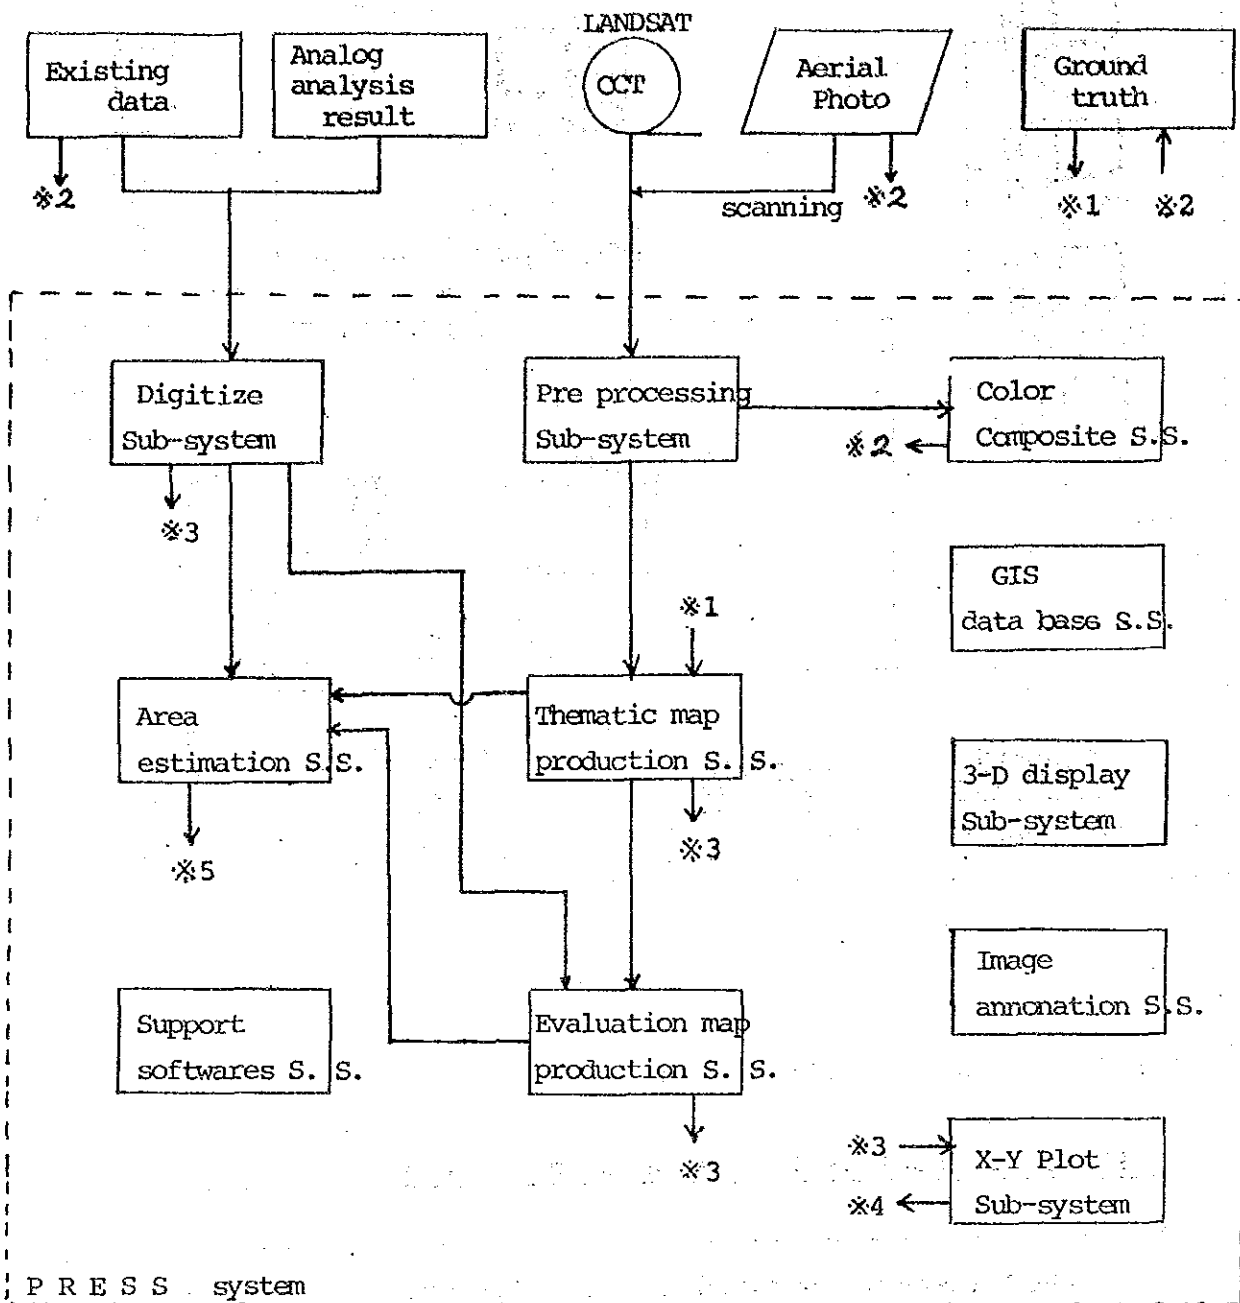 LANDSAT
Existing
data
Analog
analysis
result
CCT
Aerial
Photo
Ground
truth
※2
scanning
※2
※1
※2
Digitize
Sub-system
Pre processing
Sub-system
Color
Composite S.S.
※2
※3
GIS
data base S.S.
※1
Area
estimation S.S.
Thematic map
production S. S.
3-D display
Sub-system
※3
※5
Image
annonation S.S.
Support
softwares S. S.
Evaluation map
production S. S.
※3
※3
X-Y Plot
※4
Sub-system
P R E S S system